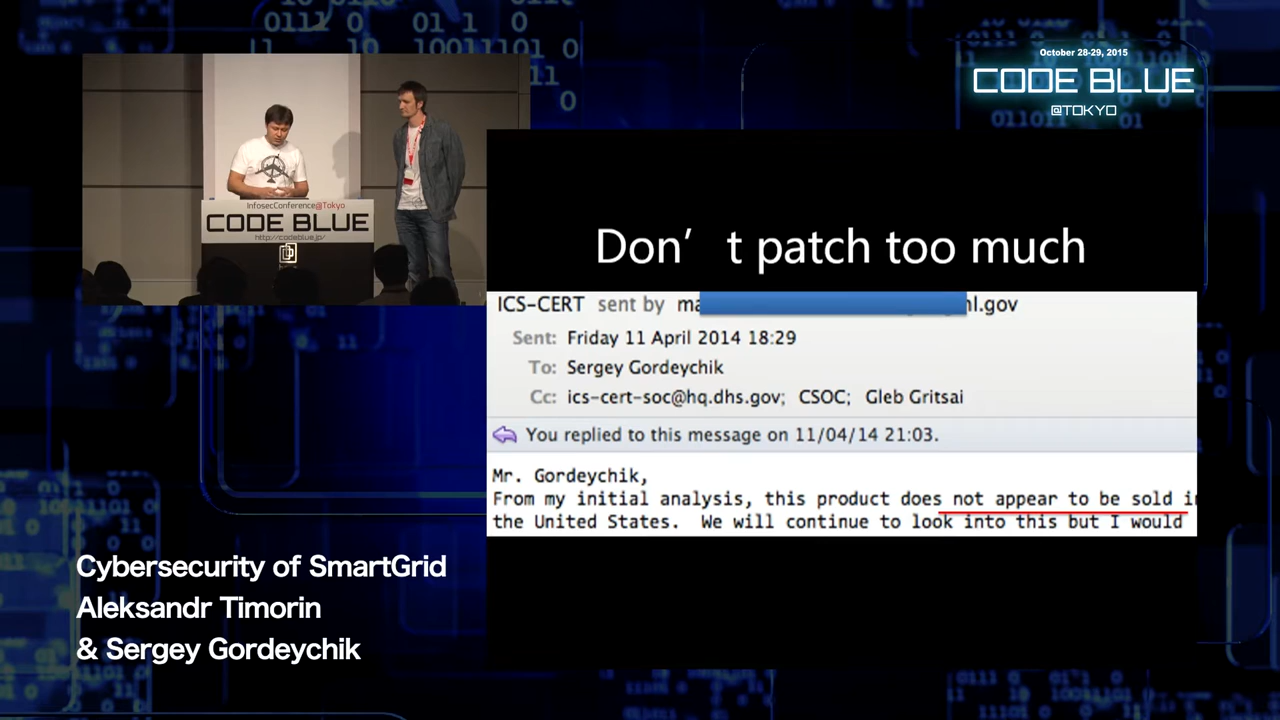 October 28-29, 2015
CODE BLUE
@TOKYO
InfosecConference@Tokyo
CODE BLUE
http://codeblue.jp/
Don’ t patch too much
ICS-CERT sent by ma nl.gov
Sent: Friday 11 April 2014 18:29
To: Sergey Gordeychik
Cc: ics-cert-soc@hq.dhs.gov; CSOC; Gleb Gritsai
You replied to this message on 11/04/14 21:03.
Mr. Gordeychik,
From my initial analysis, this product does not appear to be sold in
the United States. We will continue to look into this but I would
Cybersecurity of SmartGrid
Aleksandr Timorin
& Sergey Gordeychik